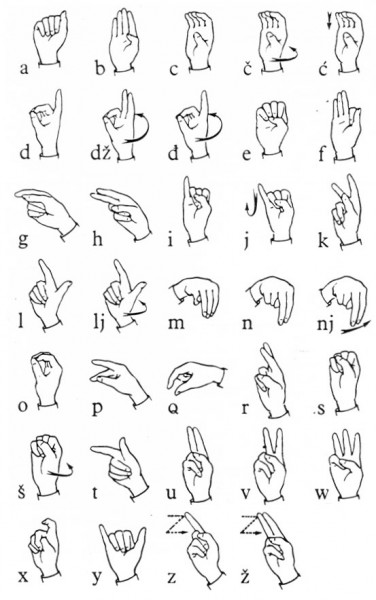 a b c č ć
d dž đ e f
g h i j k
l lj m n nj
o p Q r s
š t u v w
x y z ž